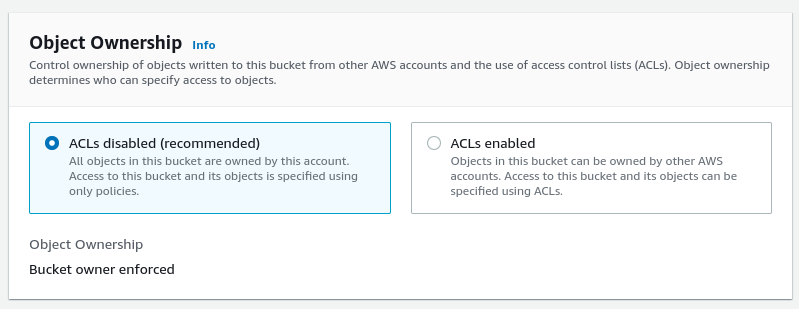 Object Ownership Info
Control ownership of objects written to this bucket from other AWS accounts and the use of access control lists (ACLs). Object ownership
determines who can specify access to objects.
ACLs disabled (recommended)
All objects in this bucket are owned by this account.
Access to this bucket and its objects is specified using
only policies.
ACLs enabled
Objects in this bucket can be owned by other AWS
accounts. Access to this bucket and its objects can be
specified using ACLs.
Object Ownership
Bucket owner enforced